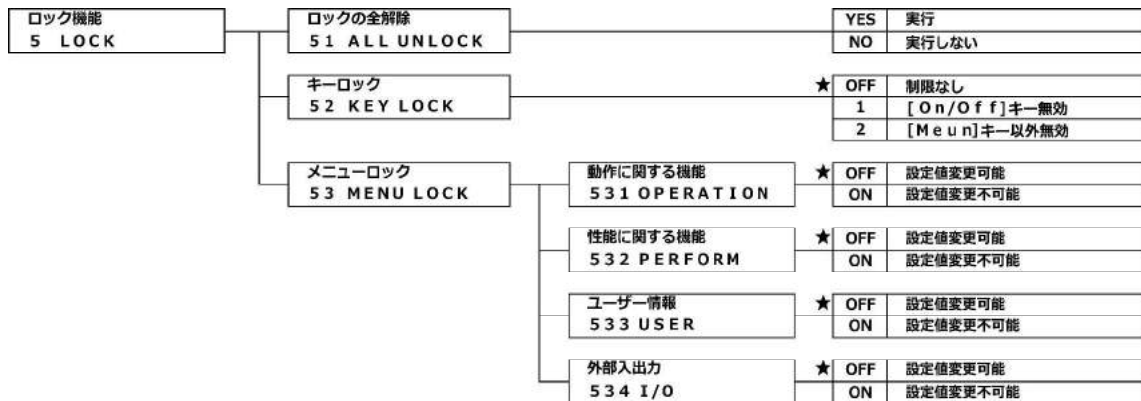 ロック機能
5 LOCK
ロックの全解除
51 ALL UNLOCK
YES 実行
NO 実行しない
キーロック
52 KEY LOCK
★ OFF 制限なし
1 [On/Off]キー無効
2 [Meun]キー以外無効
メニューロック
53 MENU LOCK
動作に関する機能
531 OPERATION
★ OFF 設定値変更可能
ON 設定値変更不可能
性能に関する機能
532 PERFORM
★ OFF 設定値変更可能
ON 設定値変更不可能
ユーザー情報
533 USER
★ OFF 設定値変更可能
ON 設定値変更不可能
外部入出力
534 I/O
★ OFF 設定値変更可能
ON 設定値変更不可能